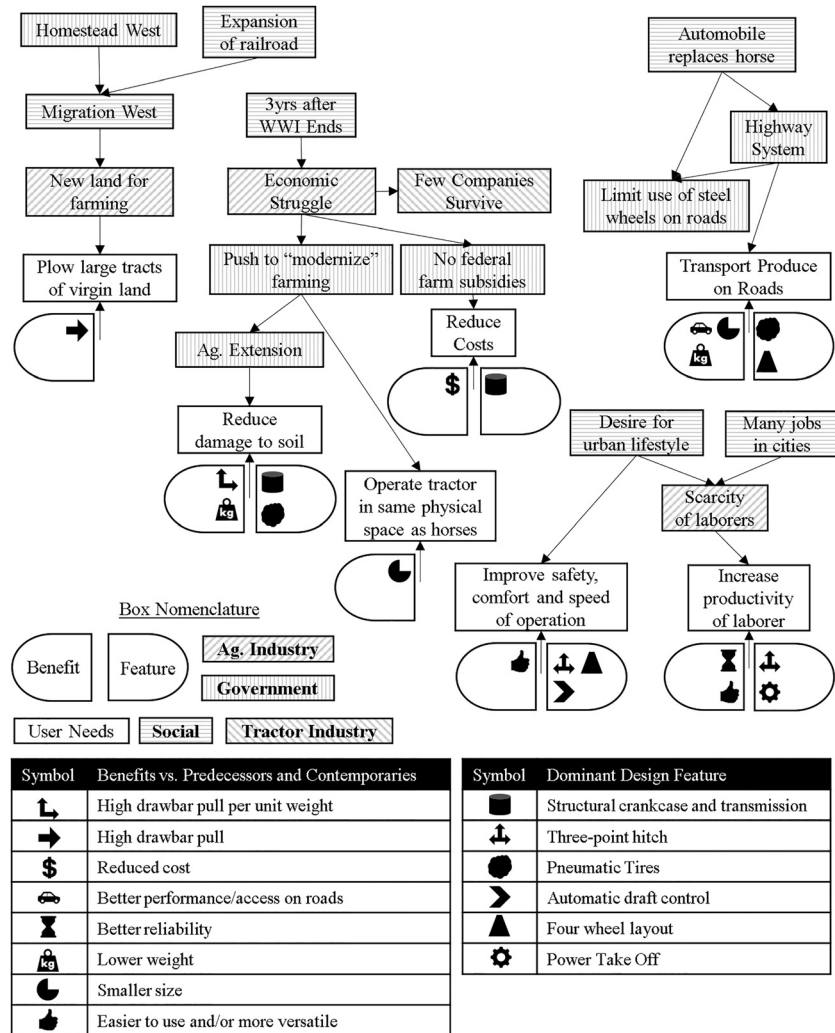 Homestead West
Expansion
of railroad
Automobile
replaces horse
Migration West
3yrs after
WWI Ends
Highway
System
New land for
farming
Economic
Struggle
Few Companies
Survive
Limit use of steel
wheels on roads
Plow large tracts
of virgin land
Push to “modernize”
farming
No federal
farm subsidies
Transport Produce
on Roads
Ag. Extension
Reduce
Costs
kg
$
Reduce
damage to soil
Desire for
urban lifestyle
Many jobs
in cities
kg
Operate tractor
in same physical
space as horses
Scarcity
of laborers
Improve safety,
comfort and speed
of operation
Increase
productivity
of laborer
Box Nomenclature
Benefit
Feature
Ag. Industry
Government
User Needs
Social
Tractor Industry
Symbol Benefits vs. Predecessors and Contemporaries
High drawbar pull per unit weight
High drawbar pull
$ Reduced cost
Better performance/access on roads
Better reliability
kg Lower weight
Smaller size
Easier to use and/or more versatile
Symbol Dominant Design Feature
Structural crankcase and transmission
Three-point hitch
Pneumatic Tires
Automatic draft control
Four wheel layout
Power Take Off